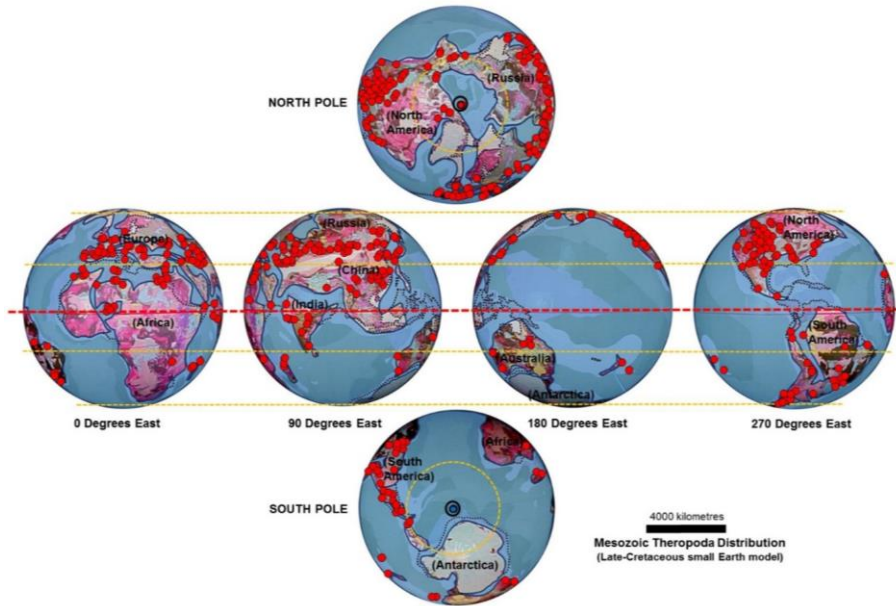 NORTH POLE
(Russia)
(North
America)
(Europe)
(Africa)
(Russia)
(China)
(India)
(Australia)
(Antarctica)
(North
America)
(South
America)
0 Degrees East
90 Degrees East
180 Degrees East
270 Degrees East
SOUTH POLE
(South
America)
(Africa)
(Antarctica)
4000 kilometres
Mesozoic Theropoda Distribution
(Late-Cretaceous small Earth model)